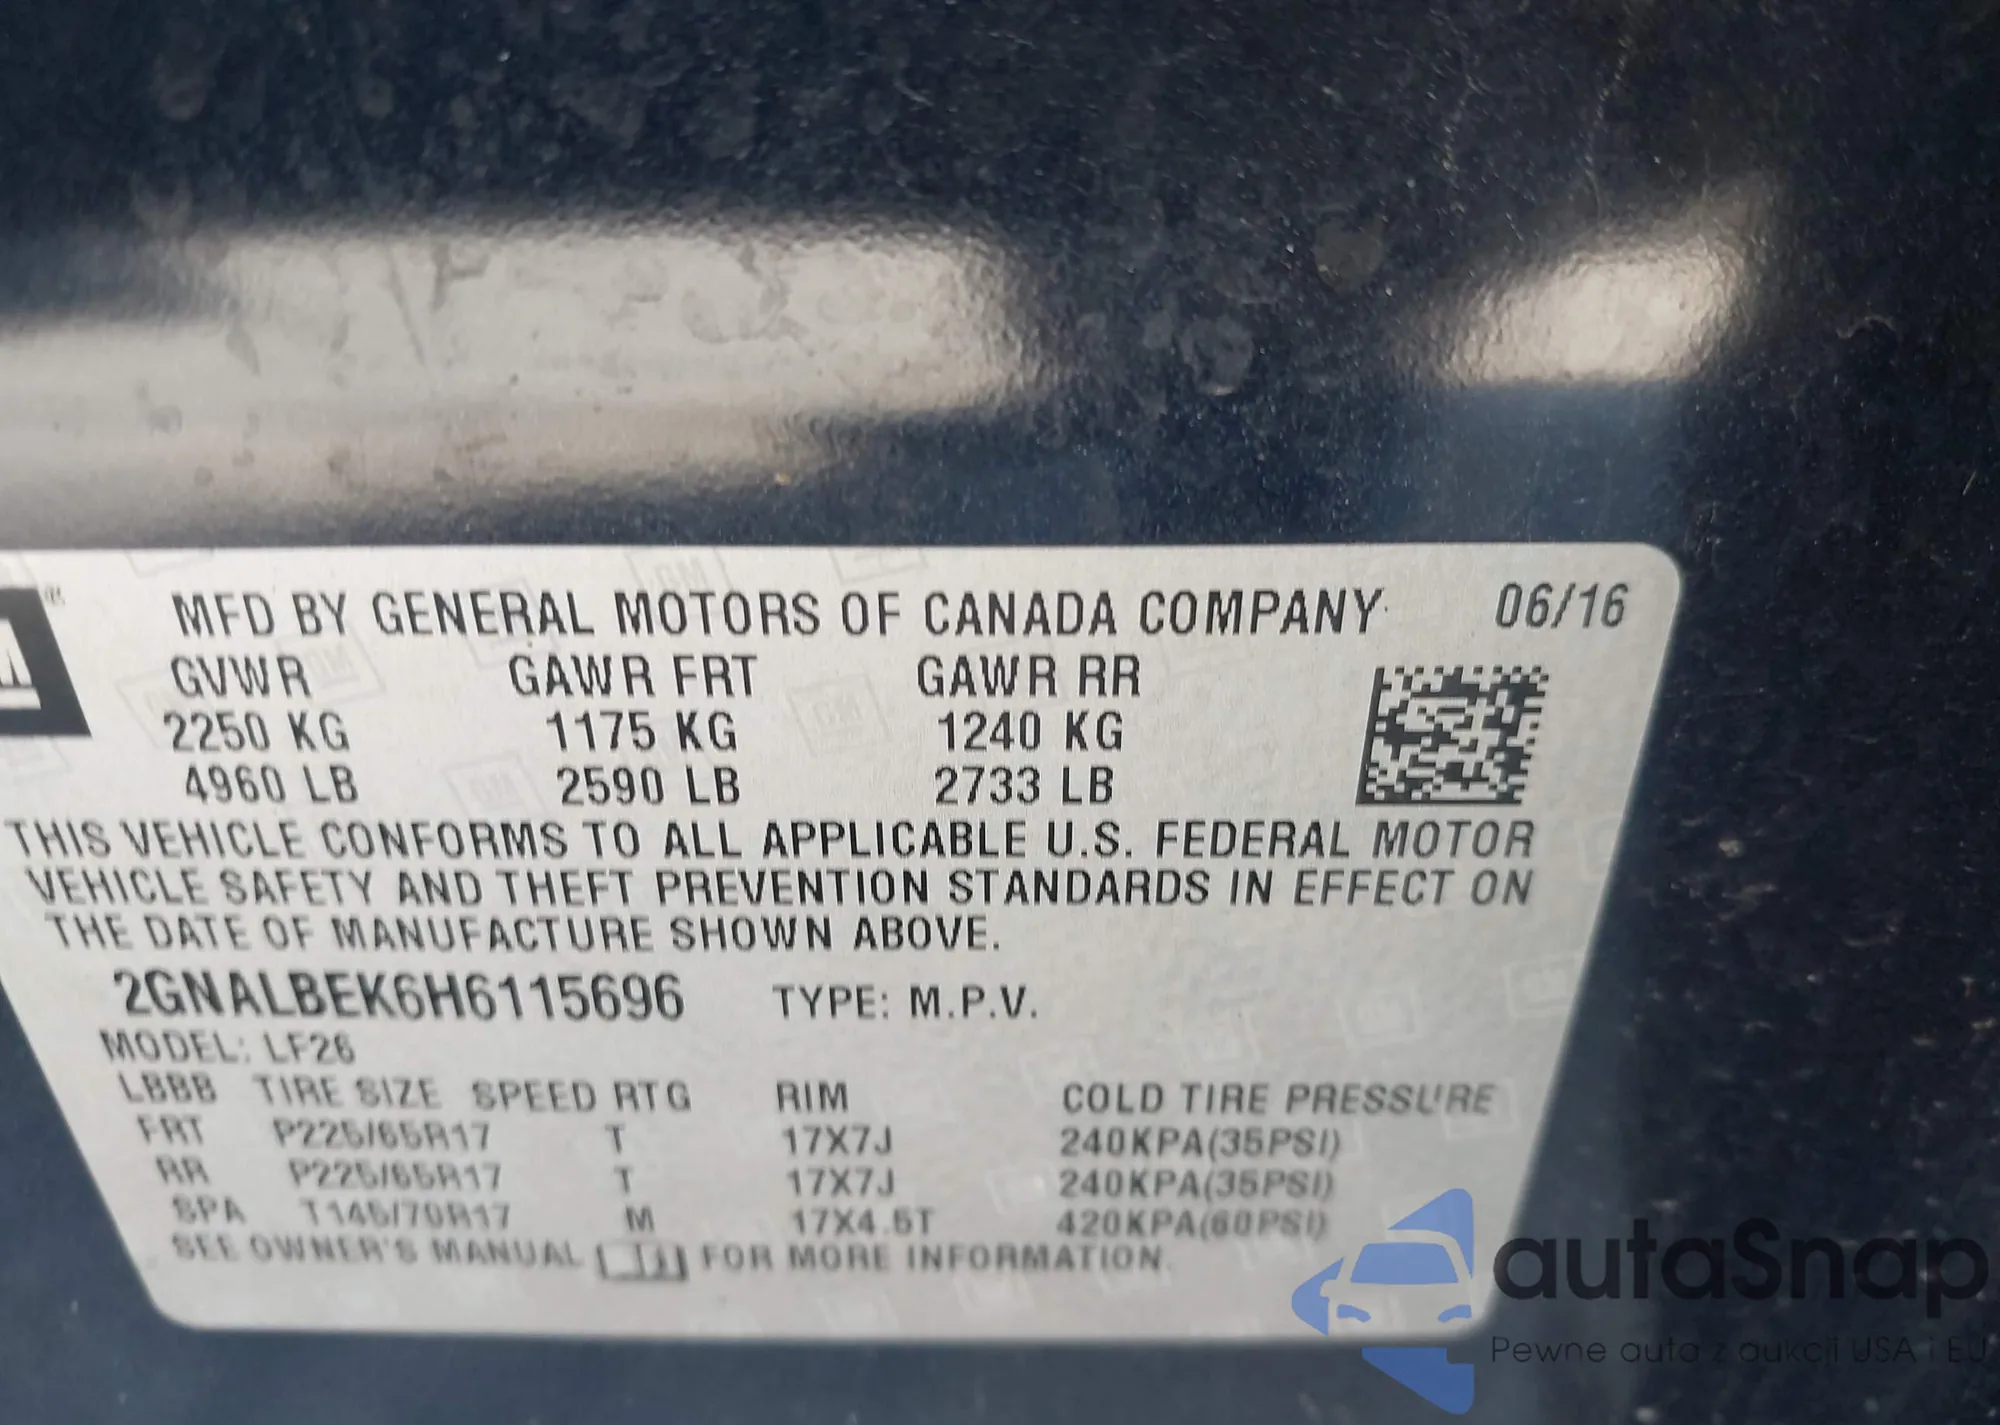 MFD BY GENERAL MOTORS OF CANADA COMPANY 06/16
GVWR GAWR FRT GAWR RR
2250 KG 1175 KG 1240 KG
4960 LB 2590 LB 2733 LB
THIS VEHICLE CONFORMS TO ALL APPLICABLE U.S. FEDERAL MOTOR
VEHICLE SAFETY AND THEFT PREVENTION STANDARDS IN EFFECT ON
THE DATE OF MANUFACTURE SHOWN ABOVE.
2GNALBEK6H6115696 TYPE: M.P.V.
MODEL: LF26
LBBB TIRE SIZE SPEED RTG RIM COLD TIRE PRESSURE
FRT P225/65R17 T 17X7J 240KPA(35PSI)
RR P225/65R17 T 17X7J 240KPA(35PSI)
SPA T145/70R17 M 17X4.5T 420KPA(60PSI)
SEE OWNER'S MANUAL FOR MORE INFORMATION.
autaSnap
Pewne auta z aukcji USA i EU